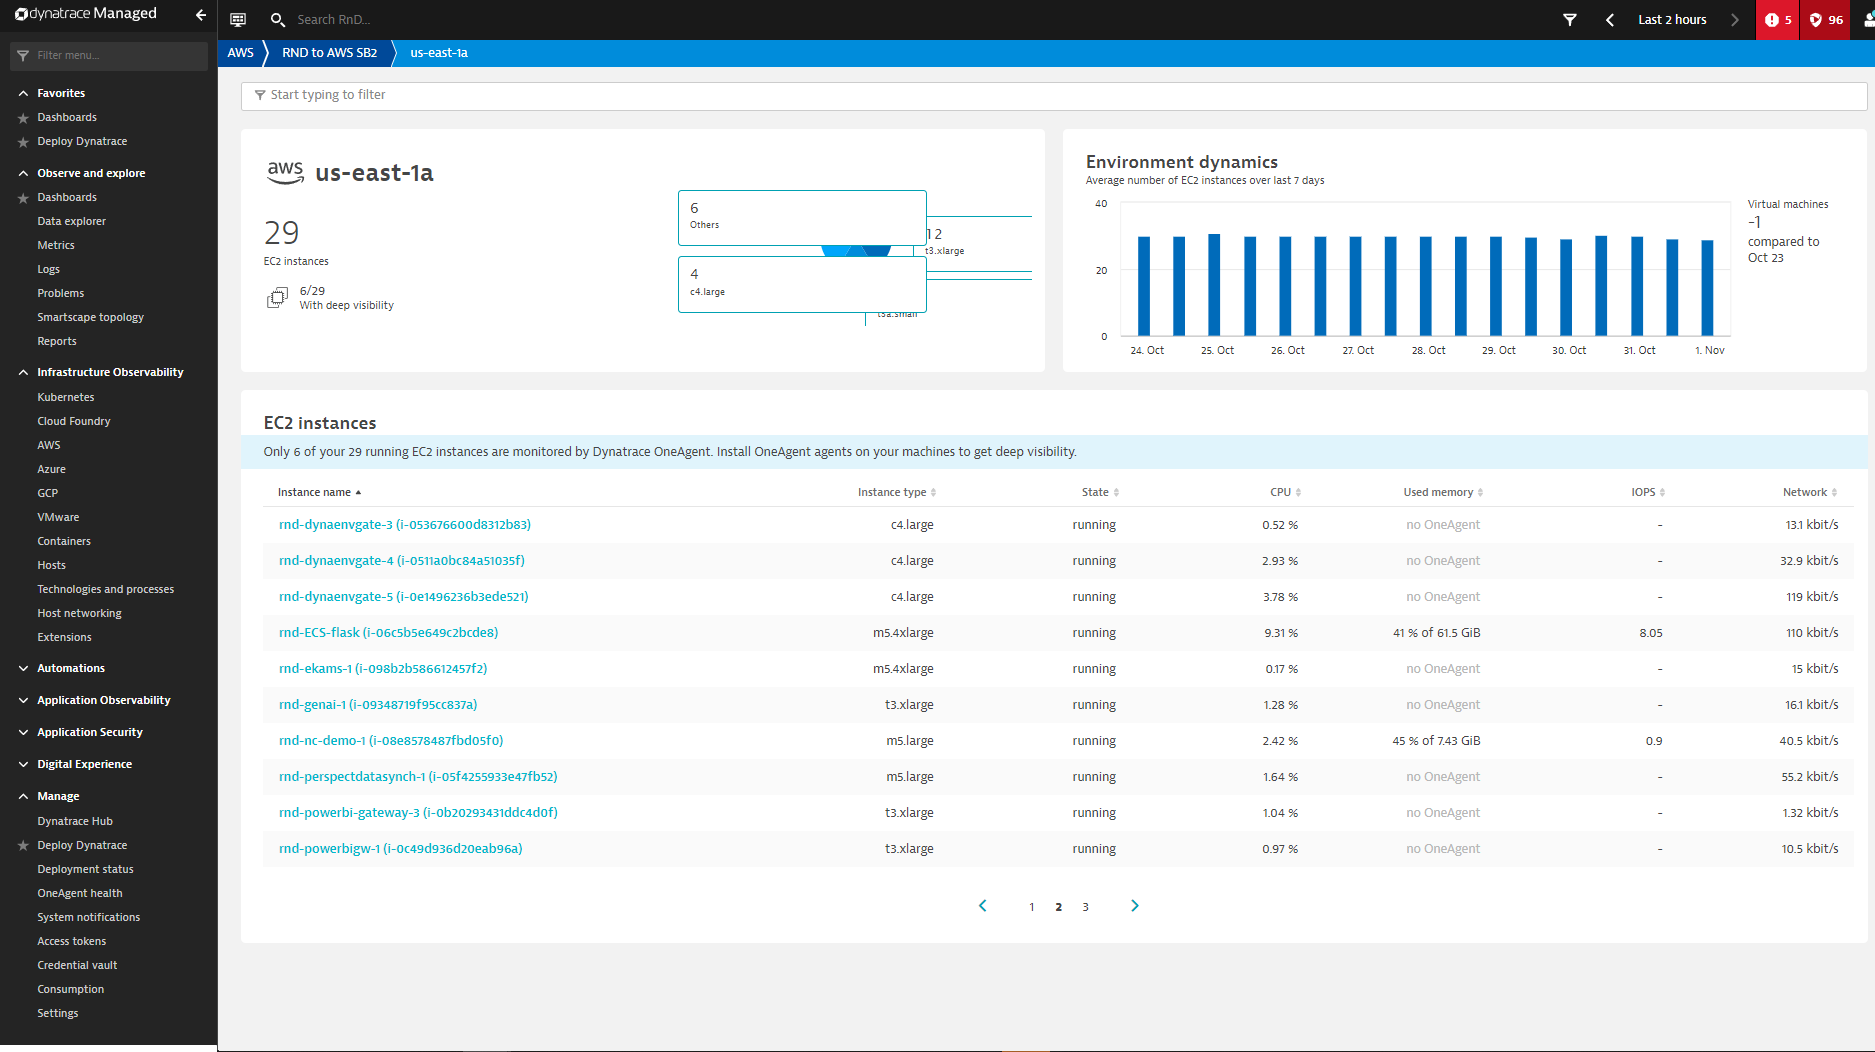 dynatrace Managed
Filter menu...
Favorites
Dashboards
Deploy Dynatrace
Observe and explore
Dashboards
Data explorer
Metrics
Logs
Problems
Smartscape topology
Reports
Infrastructure Observability
Kubernetes
Cloud Foundry
AWS
Azure
GCP
VMware
Containers
Hosts
Technologies and processes
Host networking
Extensions
Automations
Application Observability
Application Security
Digital Experience
Manage
Dynatrace Hub
Deploy Dynatrace
Deployment status
OneAgent health
System notifications
Access tokens
Credential vault
Consumption
Settings
Search RnD...
Last 2 hours
5
96
AWS RND to AWS SB2 us-east-1a
Start typing to filter
aws us-east-1a
29
EC2 instances
6/29
With deep visibility
6
Others
12
t3.xlarge
4
c4.large
t3a.small
Environment dynamics
Average number of EC2 instances over last 7 days
40
20
0
24. Oct 25. Oct 26. Oct 27. Oct 28. Oct 29. Oct 30. Oct 31. Oct 1. Nov
Virtual machines
-1
compared to
Oct 23
EC2 instances
Only 6 of your 29 running EC2 instances are monitored by Dynatrace OneAgent. Install OneAgent agents on your machines to get deep visibility.
Instance name Instance type State CPU Used memory IOPS Network
rnd-dynaenvgate-3 (i-053676600d8312b83) c4.large running 0.52 % no OneAgent - 13.1 kbit/s
rnd-dynaenvgate-4 (i-0511a0bc84a51035f) c4.large running 2.93 % no OneAgent - 32.9 kbit/s
rnd-dynaenvgate-5 (i-0e1496236b3ede521) c4.large running 3.78 % no OneAgent - 119 kbit/s
rnd-ECS-flask (i-06c5b5e649c2bcde8) m5.4xlarge running 9.31 % 41 % of 61.5 GiB 8.05 110 kbit/s
rnd-ekams-1 (i-098b2b586612457f2) m5.4xlarge running 0.17 % no OneAgent - 15 kbit/s
rnd-genai-1 (i-09348719f95cc837a) t3.xlarge running 1.28 % no OneAgent - 16.1 kbit/s
rnd-nc-demo-1 (i-08e8578487fbd05f0) m5.large running 2.42 % 45 % of 7.43 GiB 0.9 40.5 kbit/s
rnd-perspectdatasynch-1 (i-05f4255933e47fb52) m5.large running 1.64 % no OneAgent - 55.2 kbit/s
rnd-powerbi-gateway-3 (i-0b20293431ddc4d0f) t3.xlarge running 1.04 % no OneAgent - 1.32 kbit/s
rnd-powerbigw-1 (i-0c49d936d20eab96a) t3.xlarge running 0.97 % no OneAgent - 10.5 kbit/s
1 2 3